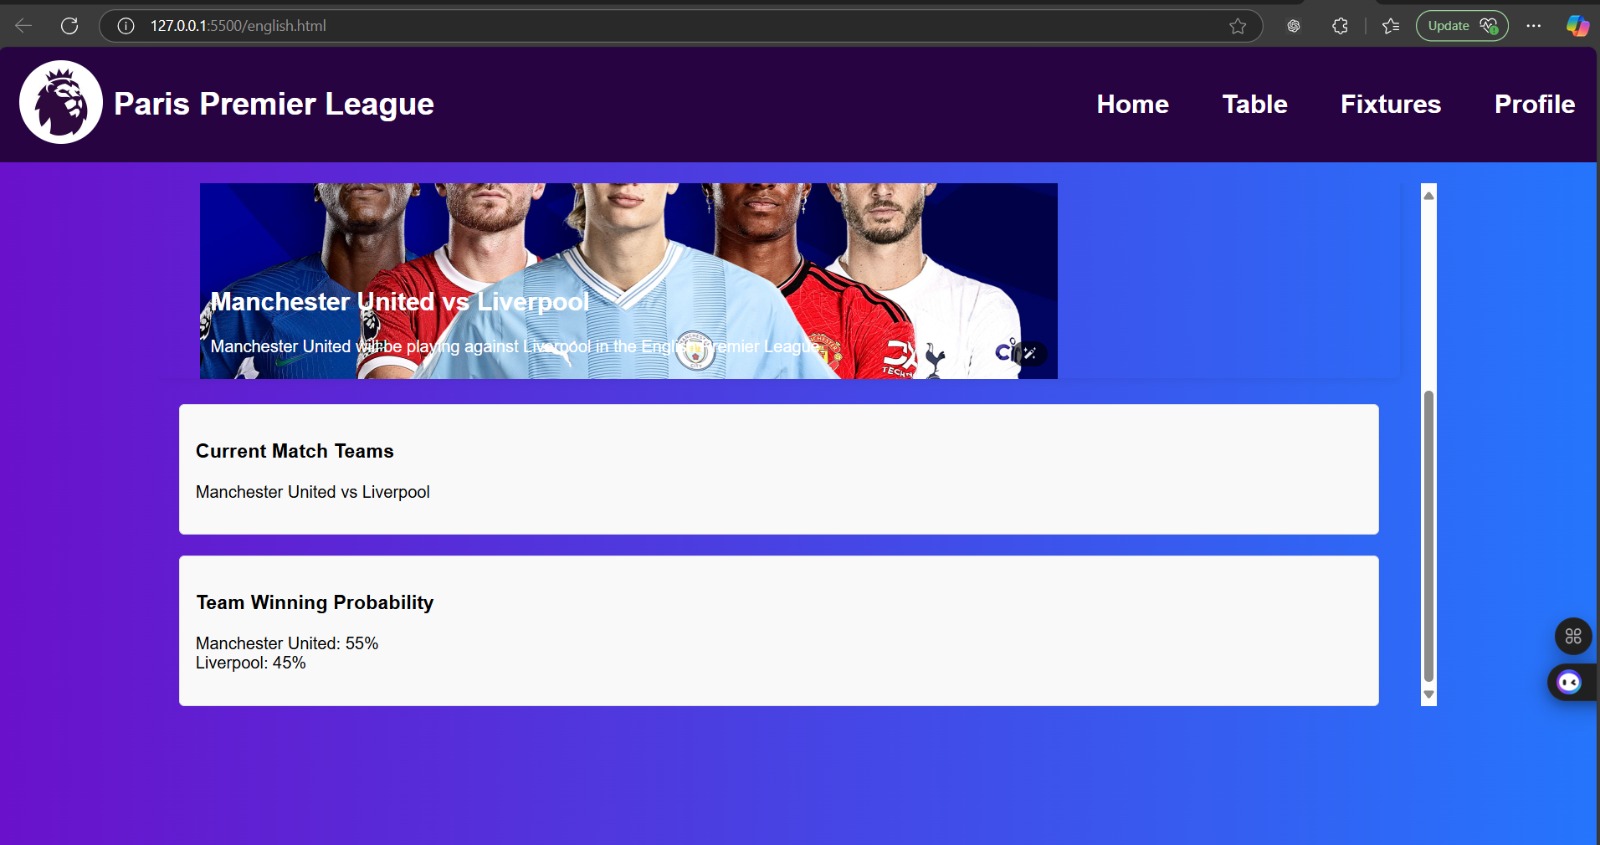 127.0.0.1:5500/english.html
Update
Paris Premier League
Home
Table
Fixtures
Profile
Manchester United vs Liverpool
Manchester United will be playing against Liverpool in the English Premier League
TECH
Current Match Teams
Manchester United vs Liverpool
Team Winning Probability
Manchester United: 55%
Liverpool: 45%